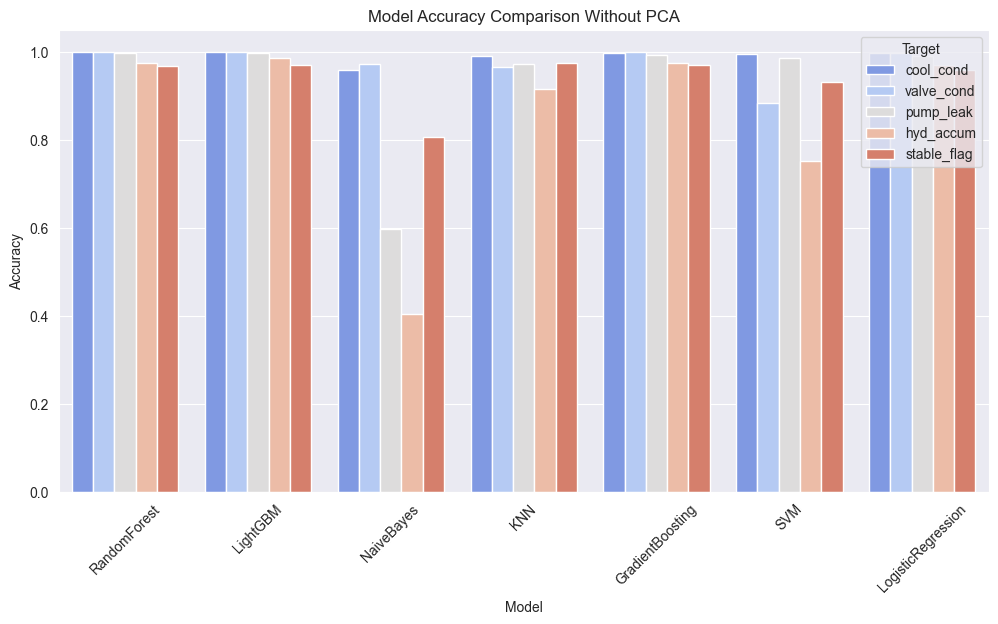 Model Accuracy Comparison Without PCA
Target
cool_cond
valve_cond
pump_leak
hyd_accum
stable_flag
Accuracy
1.0
0.8
0.6
0.4
0.2
0.0
RandomForest
LightGBM
NaiveBayes
KNN
GradientBoosting
SVM
LogisticRegression
Model